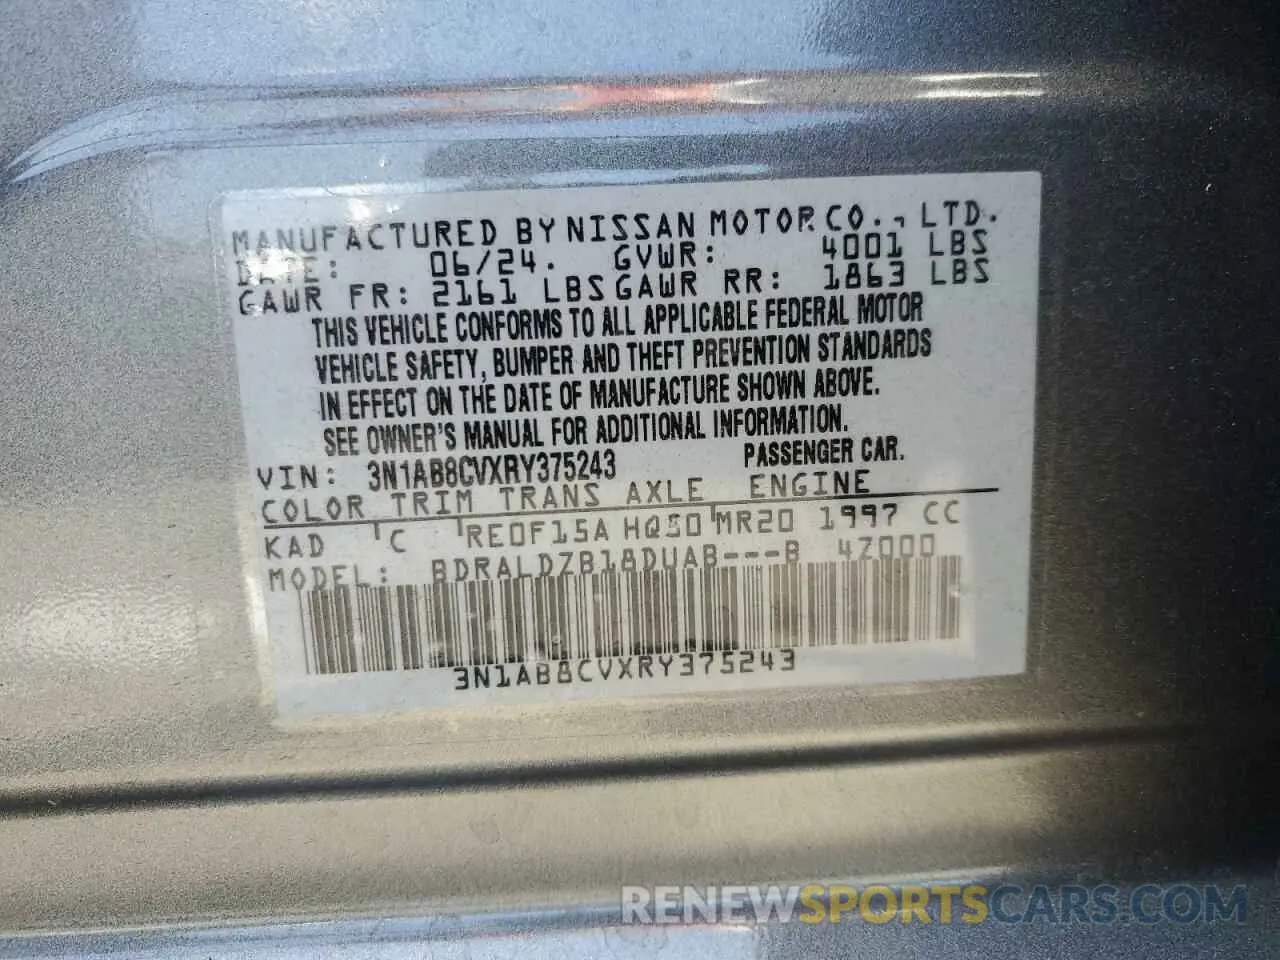 MANUFACTURED BY NISSAN MOTOR CO., LTD.
DATE: 06/24. GVWR: 4001 LBS
GAWR FR: 2161 LBS GAWR RR: 1863 LBS
THIS VEHICLE CONFORMS TO ALL APPLICABLE FEDERAL MOTOR
VEHICLE SAFETY, BUMPER AND THEFT PREVENTION STANDARDS
IN EFFECT ON THE DATE OF MANUFACTURE SHOWN ABOVE.
SEE OWNER'S MANUAL FOR ADDITIONAL INFORMATION.
VIN: 3N1AB8CVXRY375243 PASSENGER CAR.
COLOR TRIM TRANS AXLE ENGINE
KAD C RE0F15A HQ50 MR20 1997 CC
MODEL: BDRALDZB18DUAB---B 4Z000
3N1AB8CVXRY375243
RENEWSPORTSCARS.COM